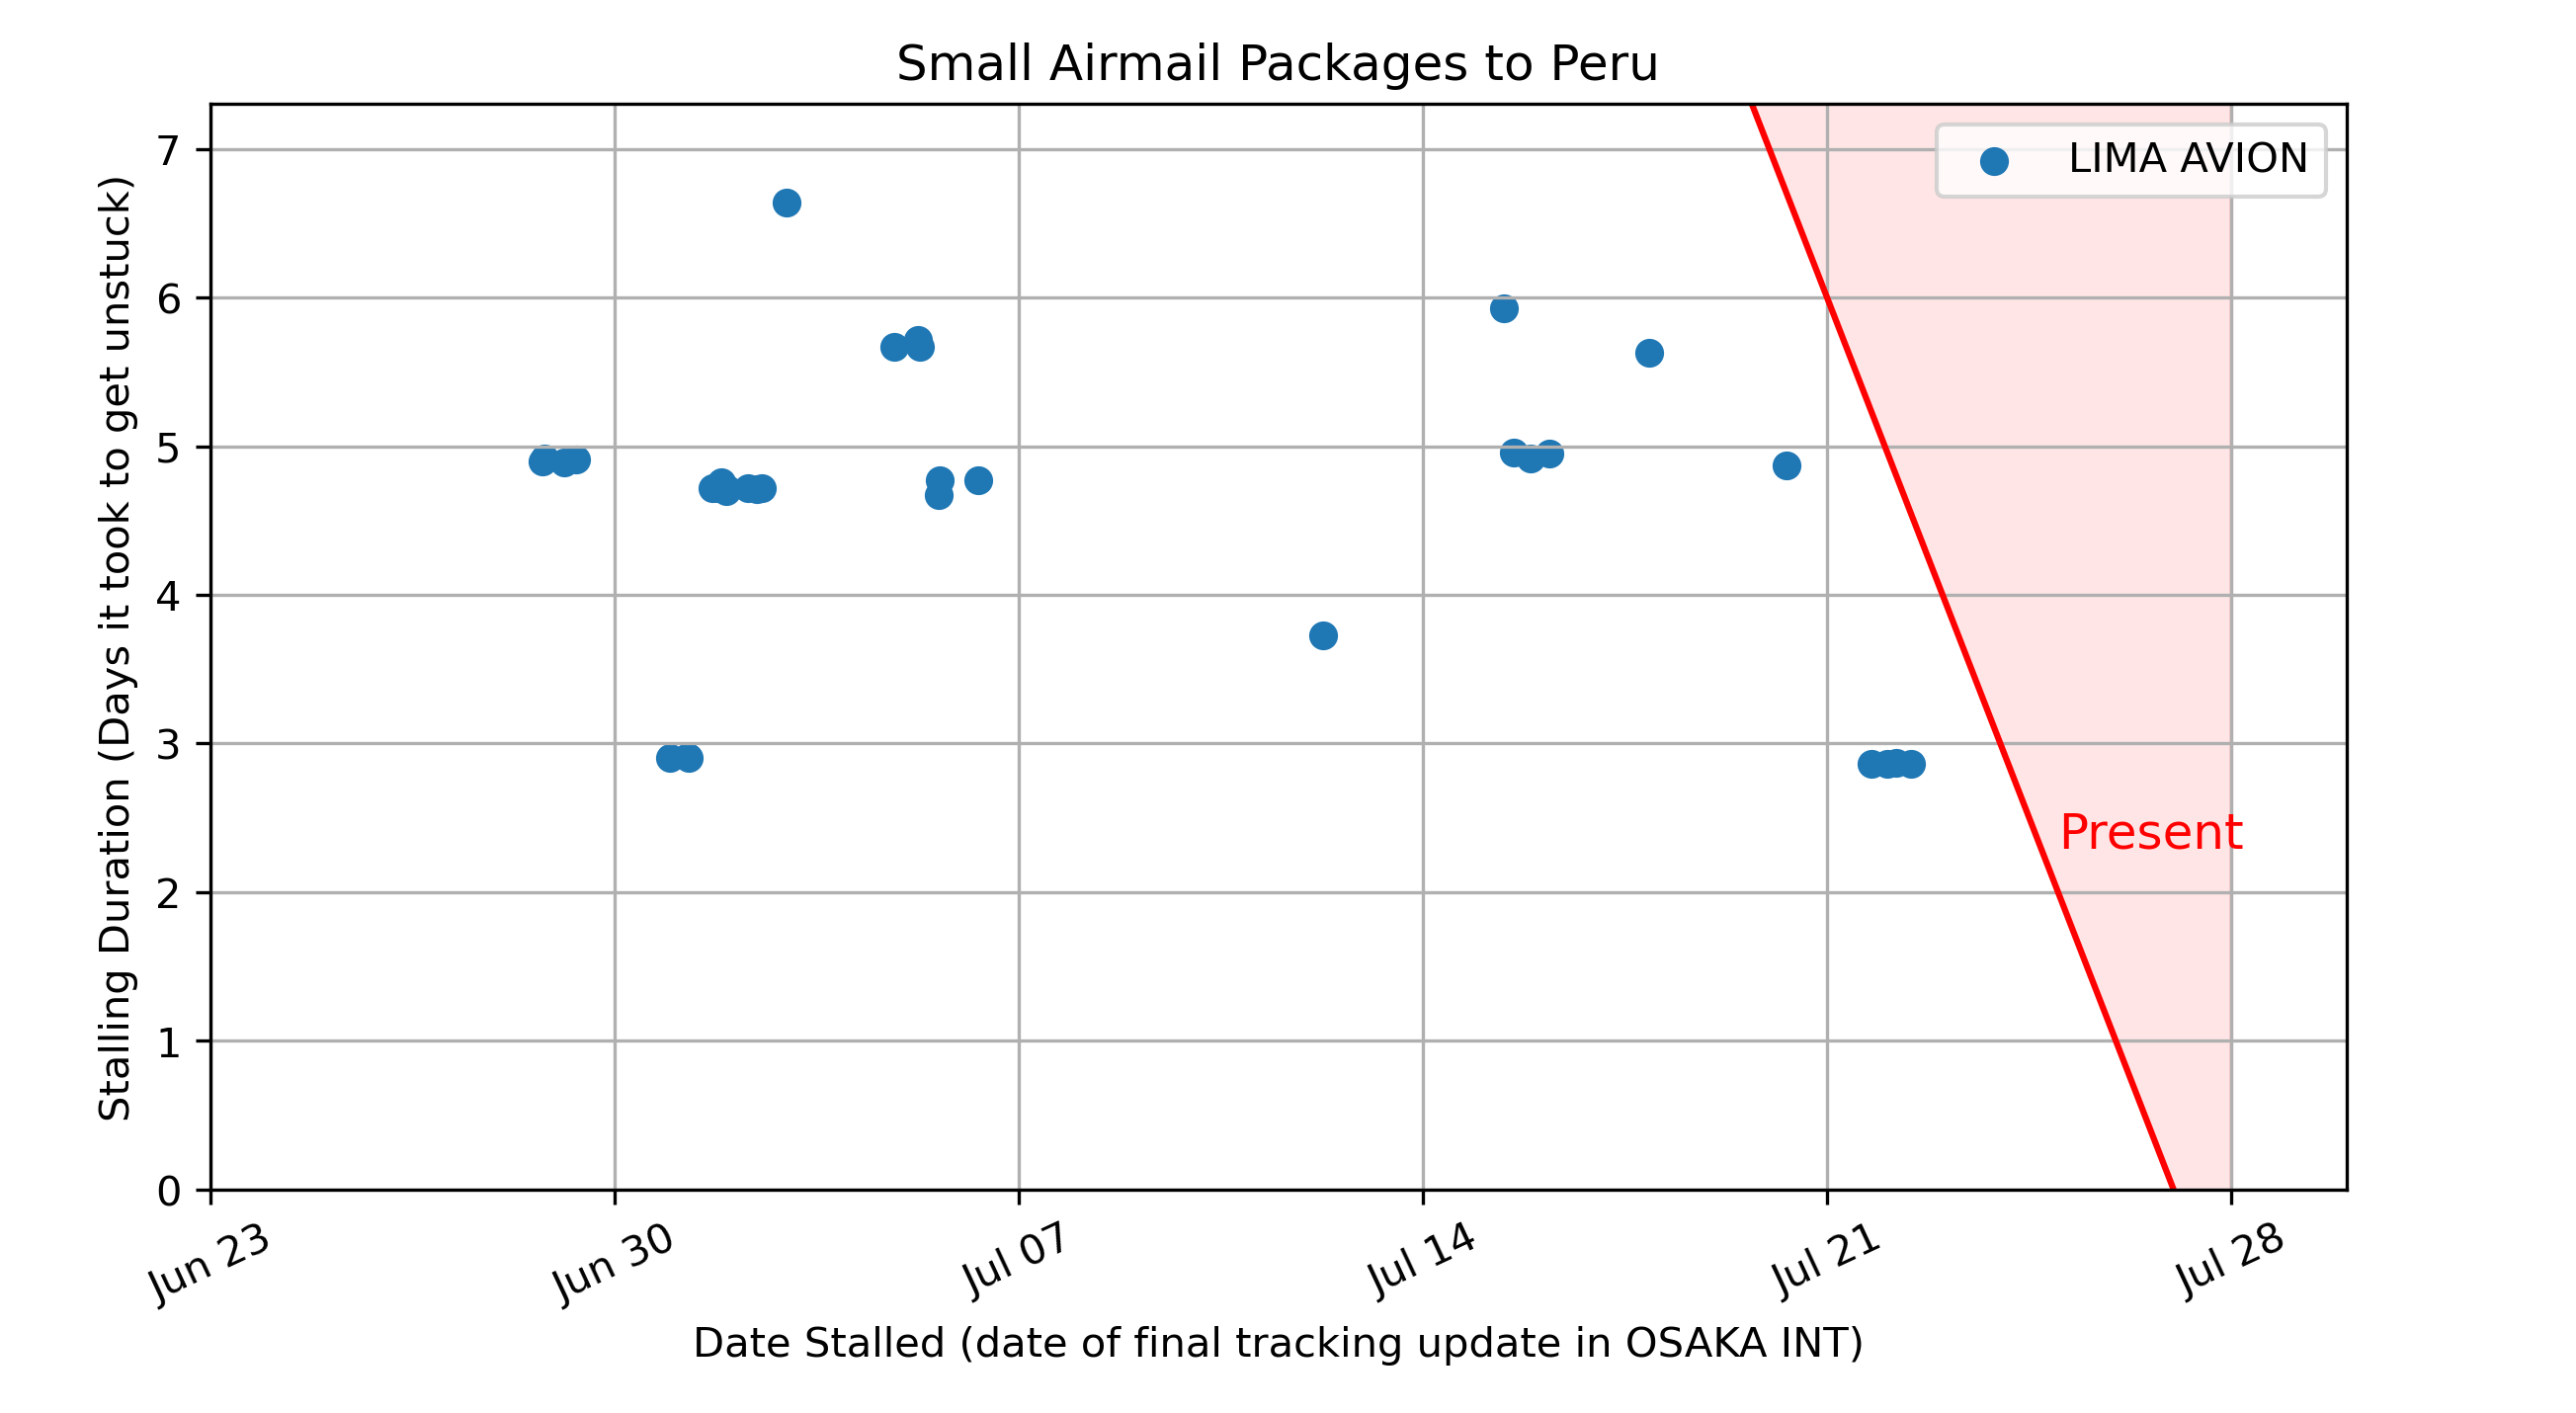 Small Airmail Packages to Peru
LIMA AVION
Stalling Duration (Days it took to get unstuck)
7
6
5
4
3
2
1
0
Present
Jun 23
Jun 30
Jul 07
Jul 14
Jul 21
Jul 28
Date Stalled (date of final tracking update in OSAKA INT)